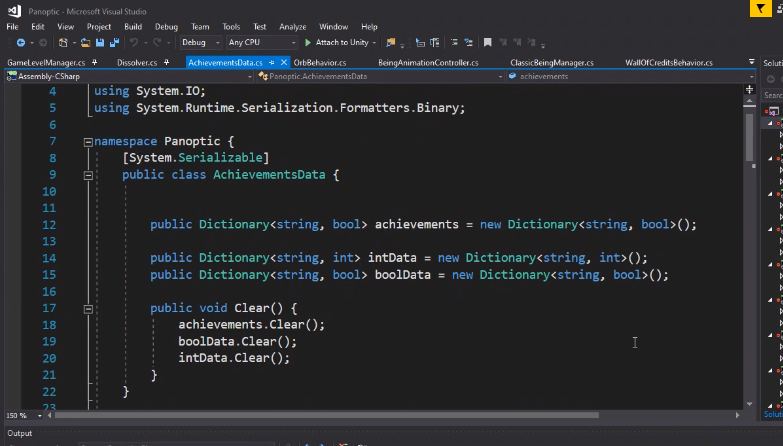 Panoptic - Microsoft Visual Studio
File Edit View Project Build Debug Team Tools Test Analyze Window Help
Debug Any CPU Attach to Unity
GameLevelManager.cs Dissolver.cs AchievementsData.cs OrbBehavior.cs BeingAnimationController.cs ClassicBeingManager.cs WallOfCreditsBehavior.cs
Assembly-CSharp Panoptic.AchievementsData achievements
4 using System.IO;
5 using System.Runtime.Serialization.Formatters.Binary;
6
7 namespace Panoptic {
8 [System.Serializable]
9 public class AchievementsData {
10
11
12 public Dictionary<string, bool> achievements = new Dictionary<string, bool>();
13
14 public Dictionary<string, int> intData = new Dictionary<string, int>();
15 public Dictionary<string, bool> boolData = new Dictionary<string, bool>();
16
17 public void Clear() {
18 achievements.Clear();
19 boolData.Clear();
20 intData.Clear();
21 }
22 }
23
150 %
Output
Solutio
Searc
Soluti